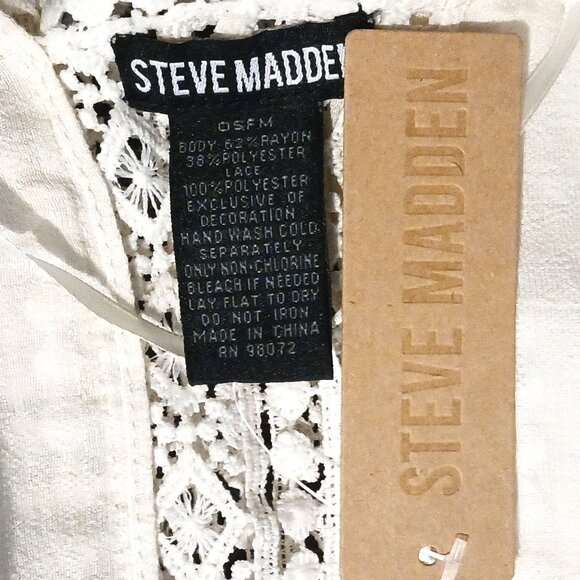 STEVE MADDEN
OSFM
BODY: 62% RAYON
38% POLYESTER
LACE
100% POLYESTER
EXCLUSIVE OF
DECORATION
HAND WASH COLD
SEPARATELY
ONLY NON-CHLORINE
BLEACH IF NEEDED
LAY FLAT TO DRY
DO NOT IRON
MADE IN CHINA
RN 98072
STEVE MADDEN